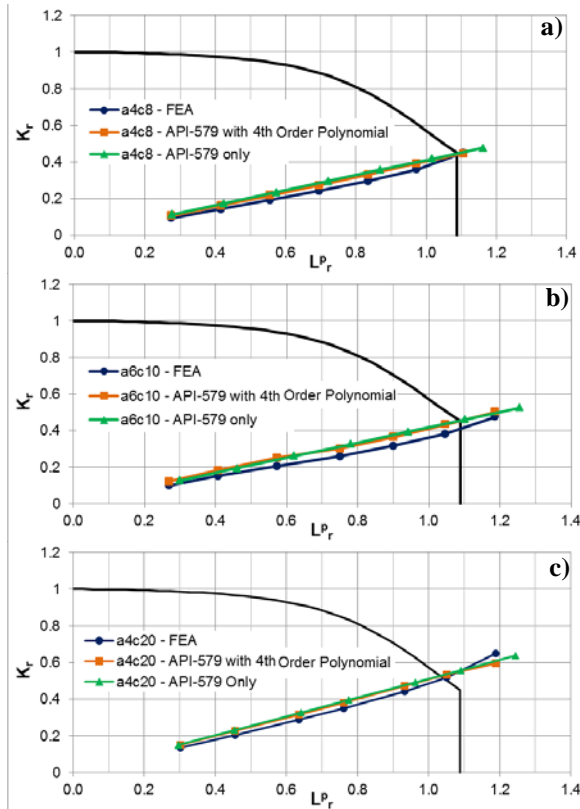 a)
1.2
1
0.8
0.6
0.4
0.2
0
Kr
a4c8 - FEA
a4c8 - API-579 with 4th Order Polynomial
a4c8 - API-579 only
0.0 0.2 0.4 0.6 0.8 1.0 1.2 1.4
LPr
b)
1.2
1
0.8
0.6
0.4
0.2
0
Kr
a6c10 - FEA
a6c10 - API-579 with 4th Order Polynomial
a6c10 - API-579 only
0.0 0.2 0.4 0.6 0.8 1.0 1.2 1.4
LPr
c)
1.2
1
0.8
0.6
0.4
0.2
0
Kr
a4c20 - FEA
a4c20 - API-579 with 4th Order Polynomial
a4c20 - API-579 Only
0.0 0.2 0.4 0.6 0.8 1.0 1.2 1.4
LPr